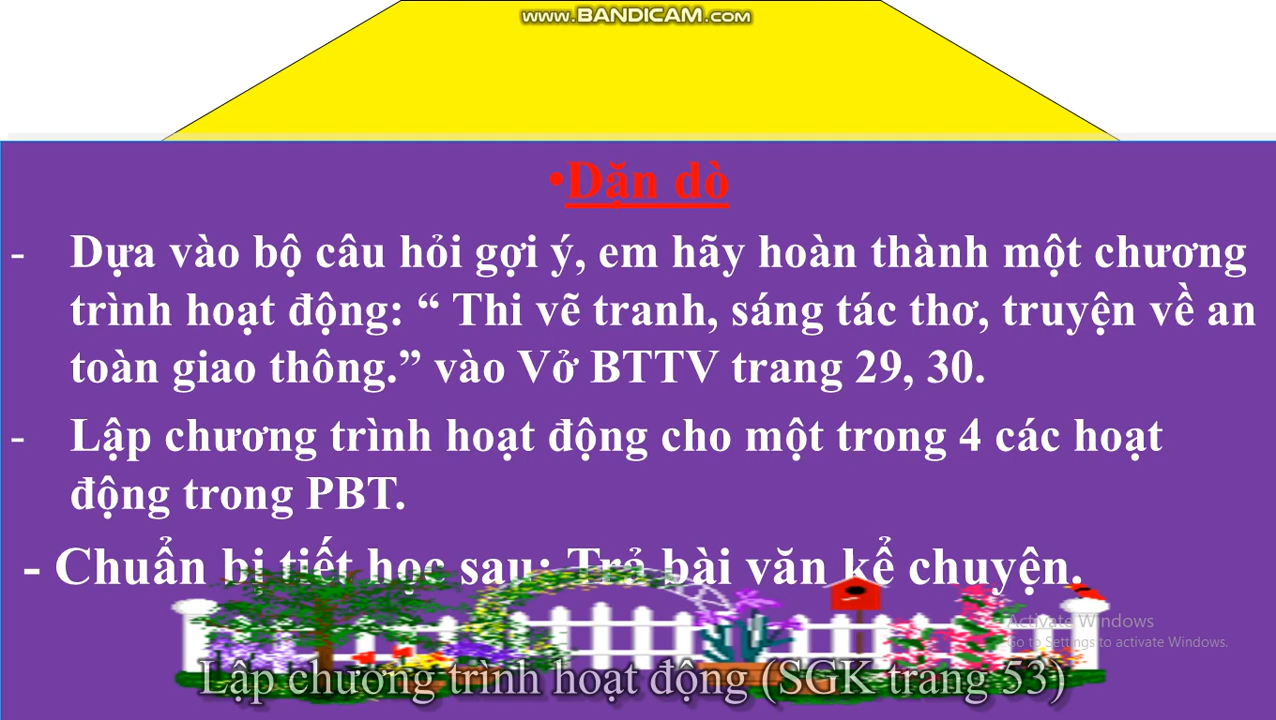 www.BANDICAM.com
•Dặn dò
- Dựa vào bộ câu hỏi gợi ý, em hãy hoàn thành một chương
trình hoạt động: “ Thi vẽ tranh, sáng tác thơ, truyện về an
toàn giao thông.” vào Vở BTTV trang 29, 30.
- Lập chương trình hoạt động cho một trong 4 các hoạt
động trong PBT.
- Chuẩn bị tiết học sau: Trả bài văn kể chuyện.
Activate Windows
Go to Settings to activate Windows.
Lập chương trình hoạt động (SGK trang 53)